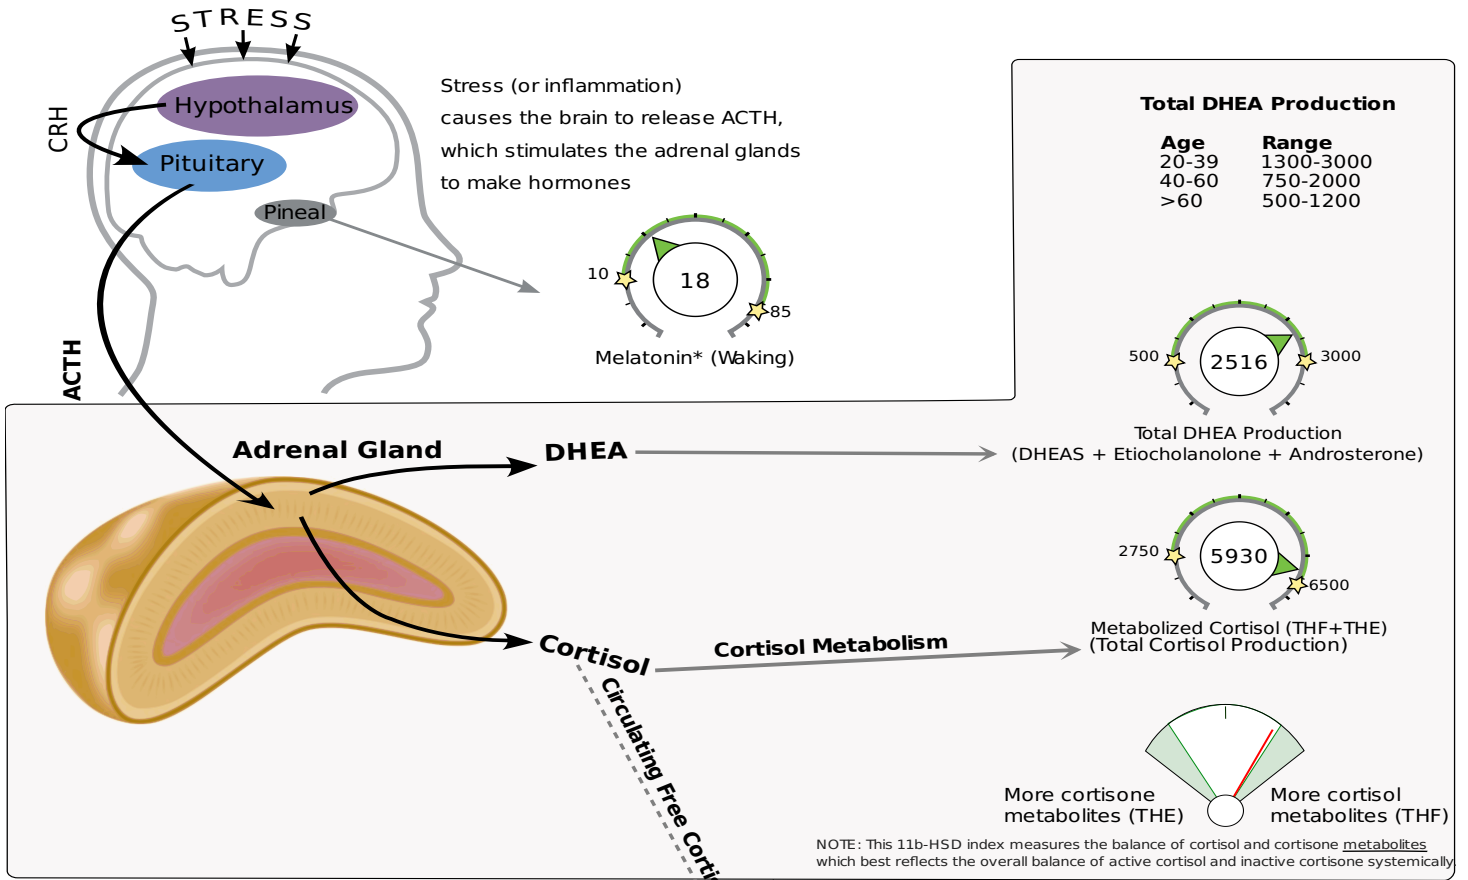 STRESS
Hypothalamus
CRH
Pituitary
Pineal
ACTH
Stress (or inflammation)
causes the brain to release ACTH,
which stimulates the adrenal glands
to make hormones
10
18
85
Melatonin* (Waking)
Total DHEA Production
Age Range
20-39 1300-3000
40-60 750-2000
>60 500-1200
500
2516
3000
Total DHEA Production
(DHEAS + Etiocholanolone + Androsterone)
Adrenal Gland
DHEA
2750
5930
6500
Metabolized Cortisol (THF+THE)
(Total Cortisol Production)
Cortisol
Cortisol Metabolism
Circulating Free Corti
More cortisone
metabolites (THE)
More cortisol
metabolites (THF)
NOTE: This 11b-HSD index measures the balance of cortisol and cortisone metabolites
which best reflects the overall balance of active cortisol and inactive cortisone systemically.